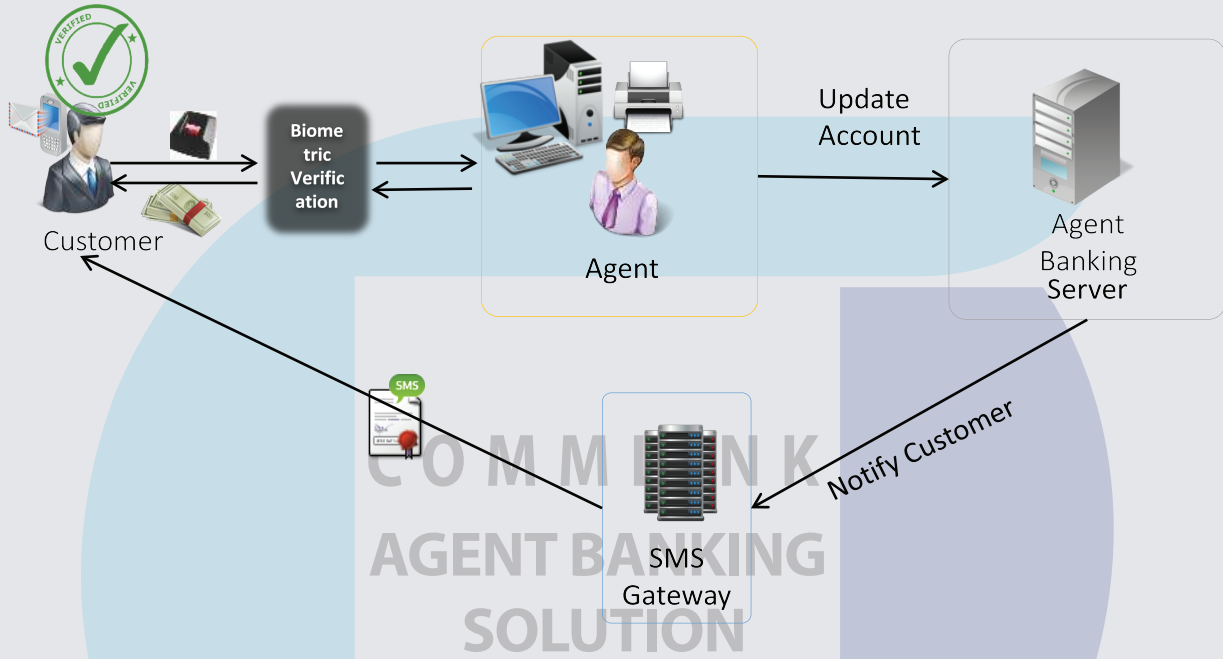 VERIFIED
VERIFIED
Biome
tric
Verific
ation
Customer
Agent
Update
Account
Agent
Banking
Server
SMS
Notify Customer
SMS
Gateway
AGENT BANKING
SOLUTION